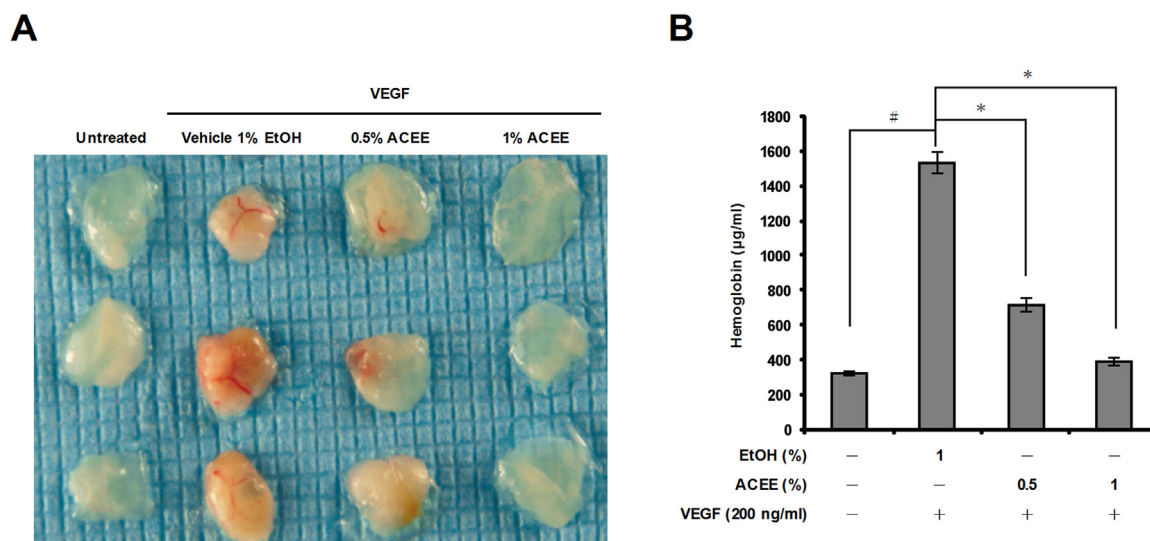 A
VEGF
Untreated Vehicle 1% EtOH 0.5% ACEE 1% ACEE
B
*
*
#
Hemoglobin (µg/ml)
1800
1600
1400
1200
1000
800
600
400
200
0
EtOH (%) – 1 – –
ACEE (%) – – 0.5 1
VEGF (200 ng/ml) – + + +